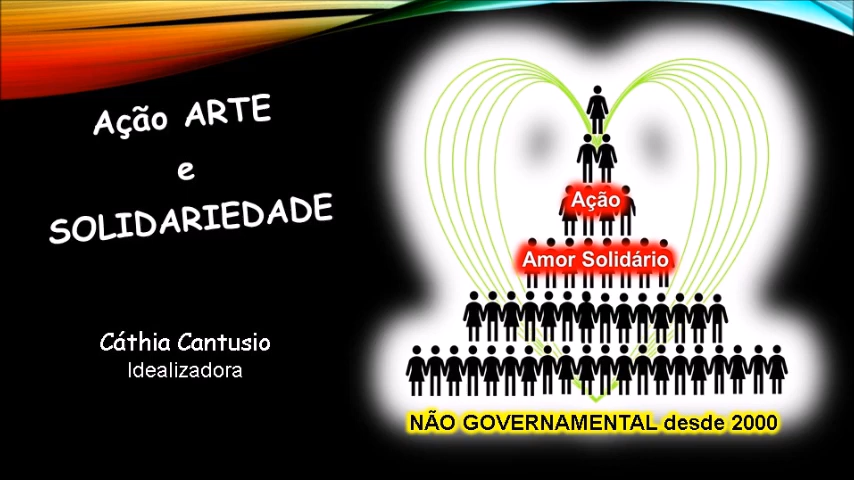 Ação ARTE
e
SOLIDARIEDADE
Cáthia Cantusio
Idealizadora
Ação
Amor Solidário
NÃO GOVERNAMENTAL desde 2000